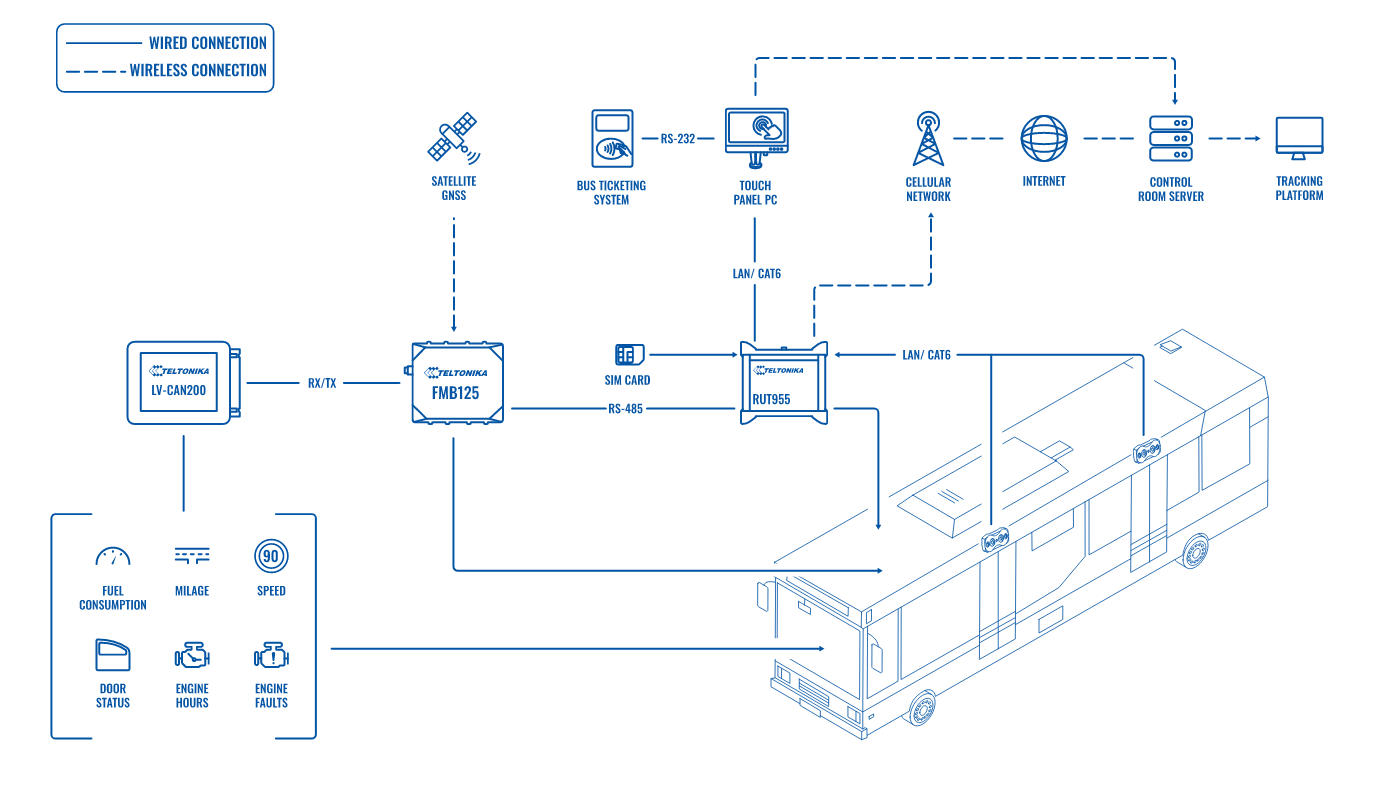 WIRED CONNECTION
WIRELESS CONNECTION
SATELLITE
GNSS
BUS TICKETING
SYSTEM
RS-232
TOUCH
PANEL PC
CELLULAR
NETWORK
INTERNET
CONTROL
ROOM SERVER
TRACKING
PLATFORM
LAN/ CAT6
TELTONIKA
LV-CAN200
RX/TX
TELTONIKA
FMB125
SIM CARD
RS-485
TELTONIKA
RUT955
LAN/ CAT6
FUEL
CONSUMPTION
MILAGE
90
SPEED
DOOR
STATUS
ENGINE
HOURS
ENGINE
FAULTS